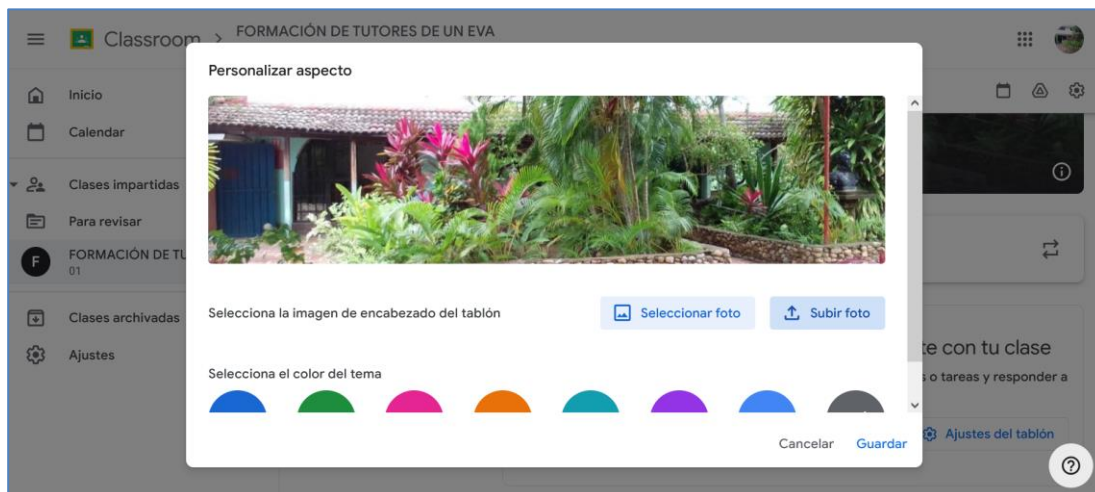 Classroom > FORMACIÓN DE TUTORES DE UN EVA
Personalizar aspecto
Inicio
Calendar
Clases impartidas
Para revisar
F FORMACIÓN DE TU
01
Selecciona la imagen de encabezado del tablón Seleccionar foto Subir foto
Clases archivadas
Ajustes
Selecciona el color del tema
te con tu clase
s o tareas y responder a
Ajustes del tablón
Cancelar Guardar